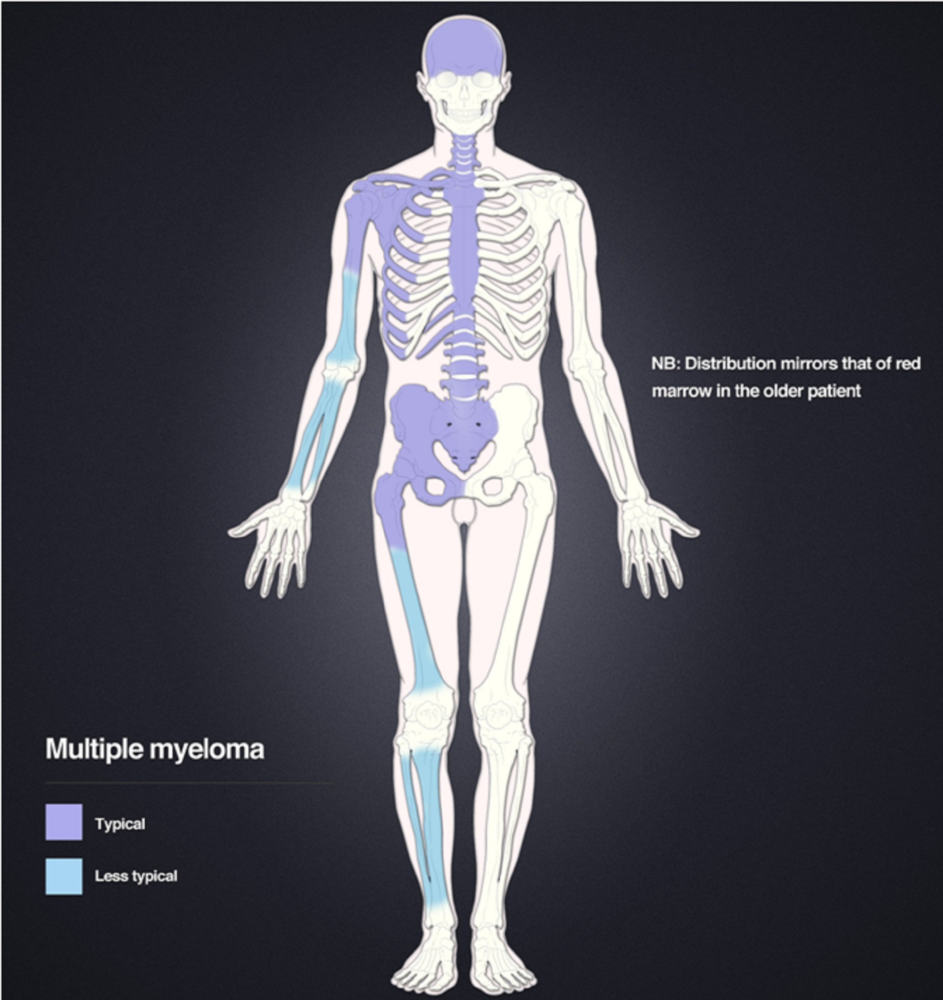 NB: Distribution mirrors that of red
marrow in the older patient
Multiple myeloma
Typical
Less typical